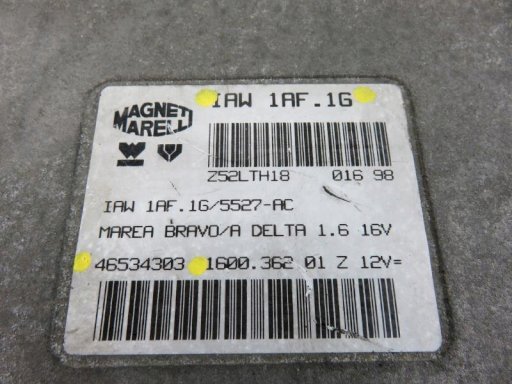 MAGNETI MARELLI
IAW 1AF.1G
Z52LTH18 016 98
IAW 1AF.1G/5527-AC
MAREA BRAVO/A DELTA 1.6 16V
46534303 1600.362 01 Z 12V=